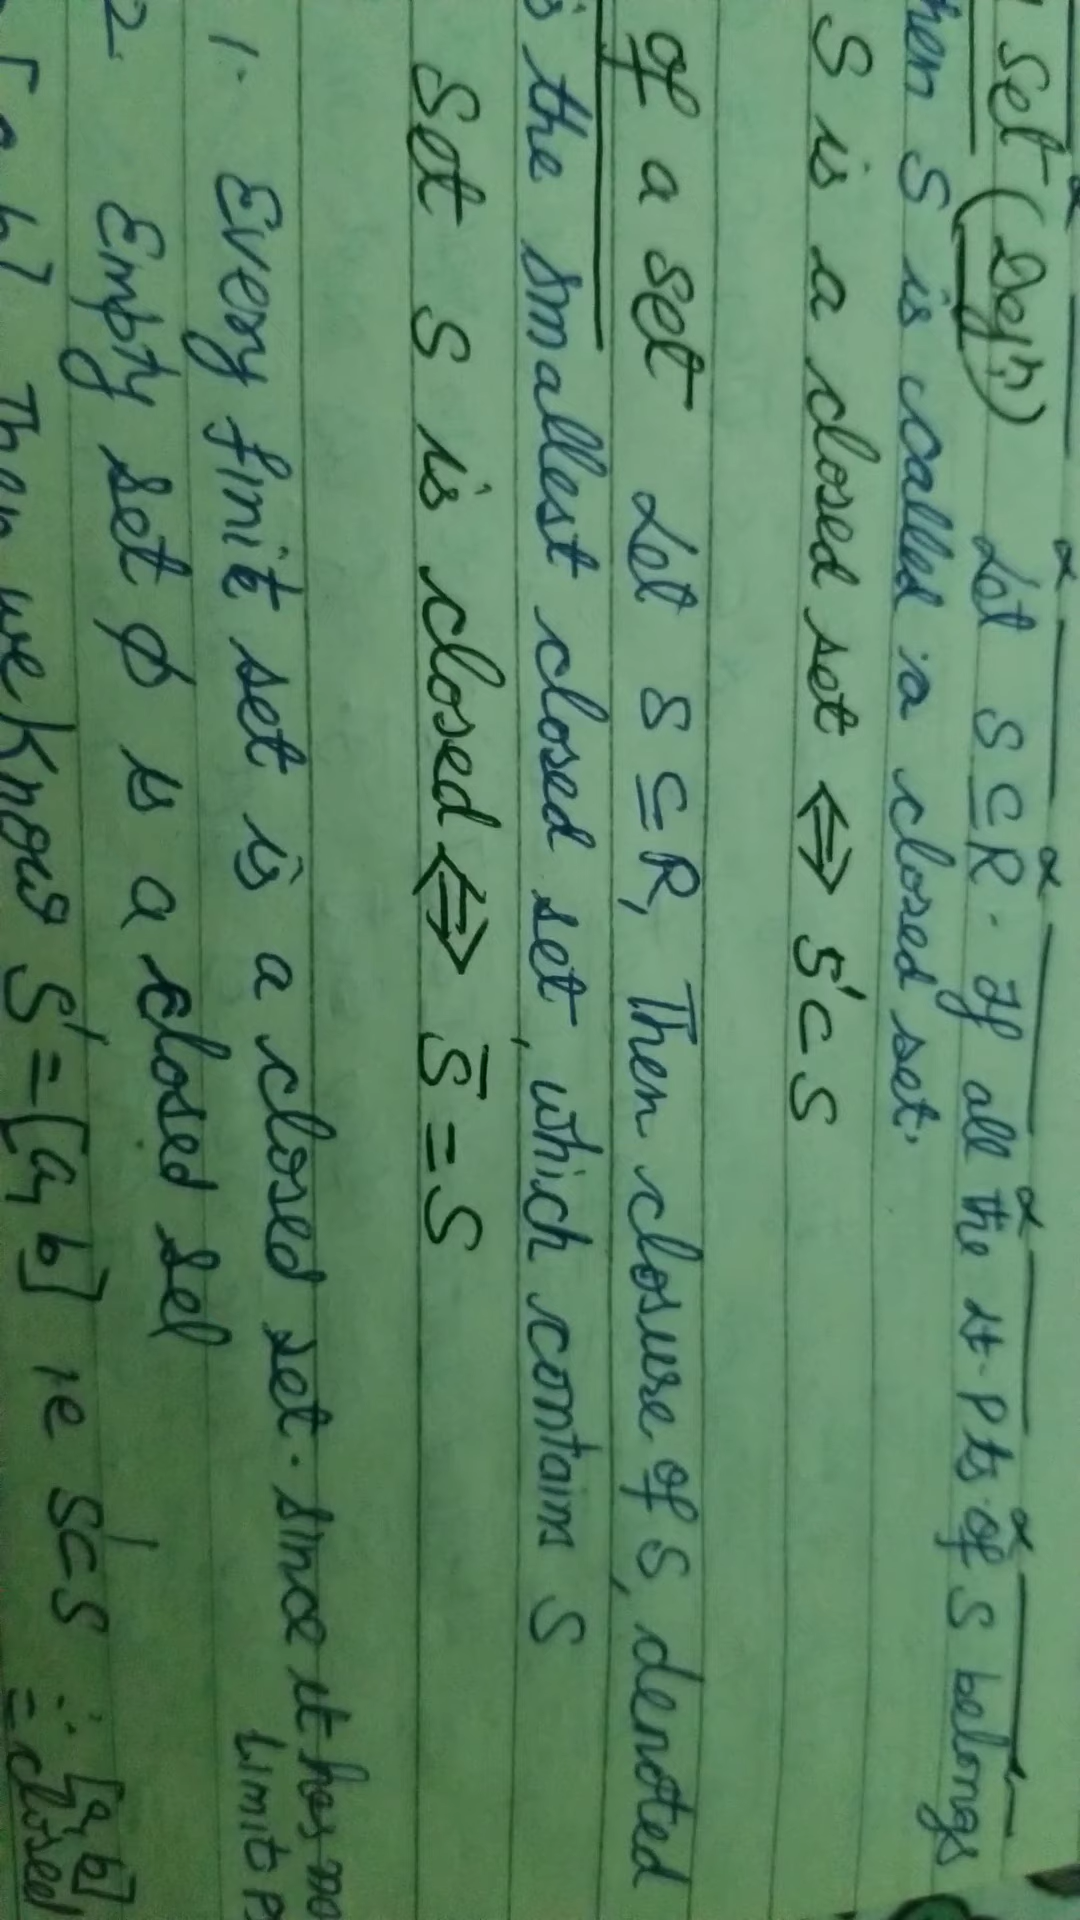 Set (Defn) Let S ⊆ R. If all the lt. Pts of S belongs
then S is called a closed set.
S is a closed set ⇔ S' ⊂ S
of a set Let S ⊆ R, Then closure of S, denoted
is the smallest closed set, which contains S
Set S is closed ⇔ S̅ = S
1. Every finite set is a closed set. since it has no
Limit P
2. Empty set φ is a closed set
[a, b] Then we know S' = [a, b] ie S' ⊂ S ∴ [a, b]
= closed